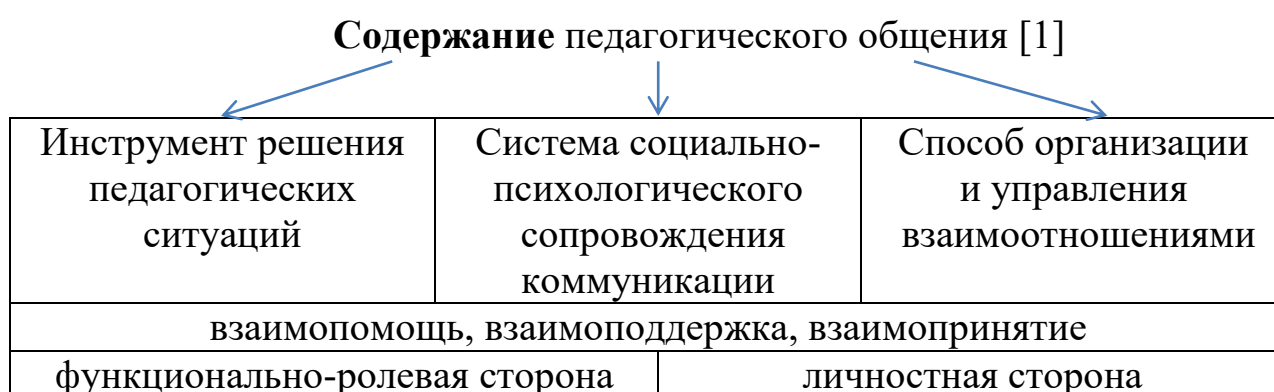 Содержание педагогического общения [1]
Инструмент решения
педагогических
ситуаций
Система социально-
психологического
сопровождения
коммуникации
Способ организации
и управления
взаимоотношениями
взаимопомощь, взаимоподдержка, взаимопринятие
функционально-ролевая сторона
личностная сторона